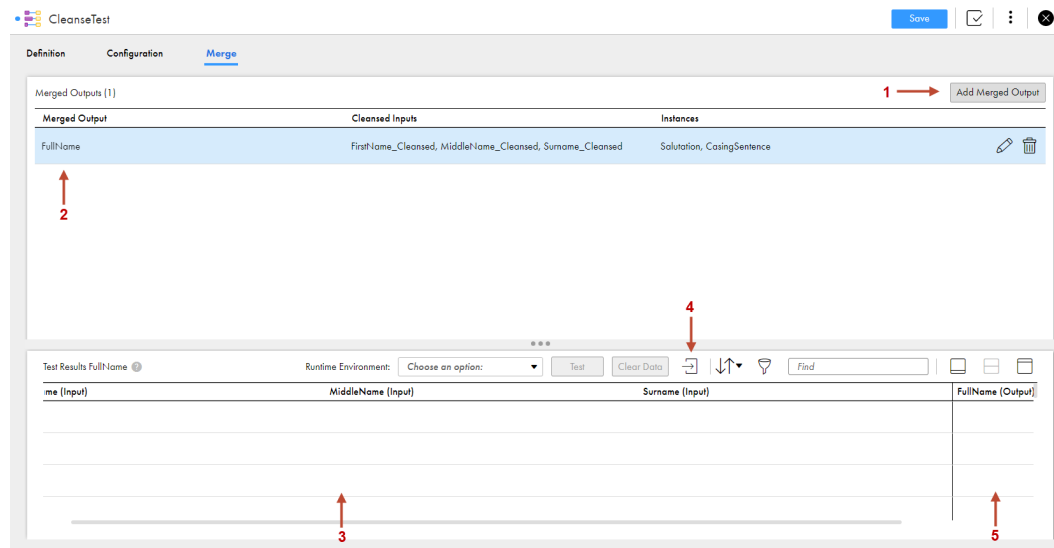 CleanseTest
Save
Definition Configuration Merge
Merged Outputs (1)
1
Add Merged Output
Merged Output Cleansed Inputs Instances
FullName FirstName_Cleansed, MiddleName_Cleansed, Surname_Cleansed Salutation, CasingSentence
2
4
Test Results FullName ? Runtime Environment: Choose an option: Test Clear Data Find
me (Input) MiddleName (Input) Surname (Input) FullName (Output)
3
5